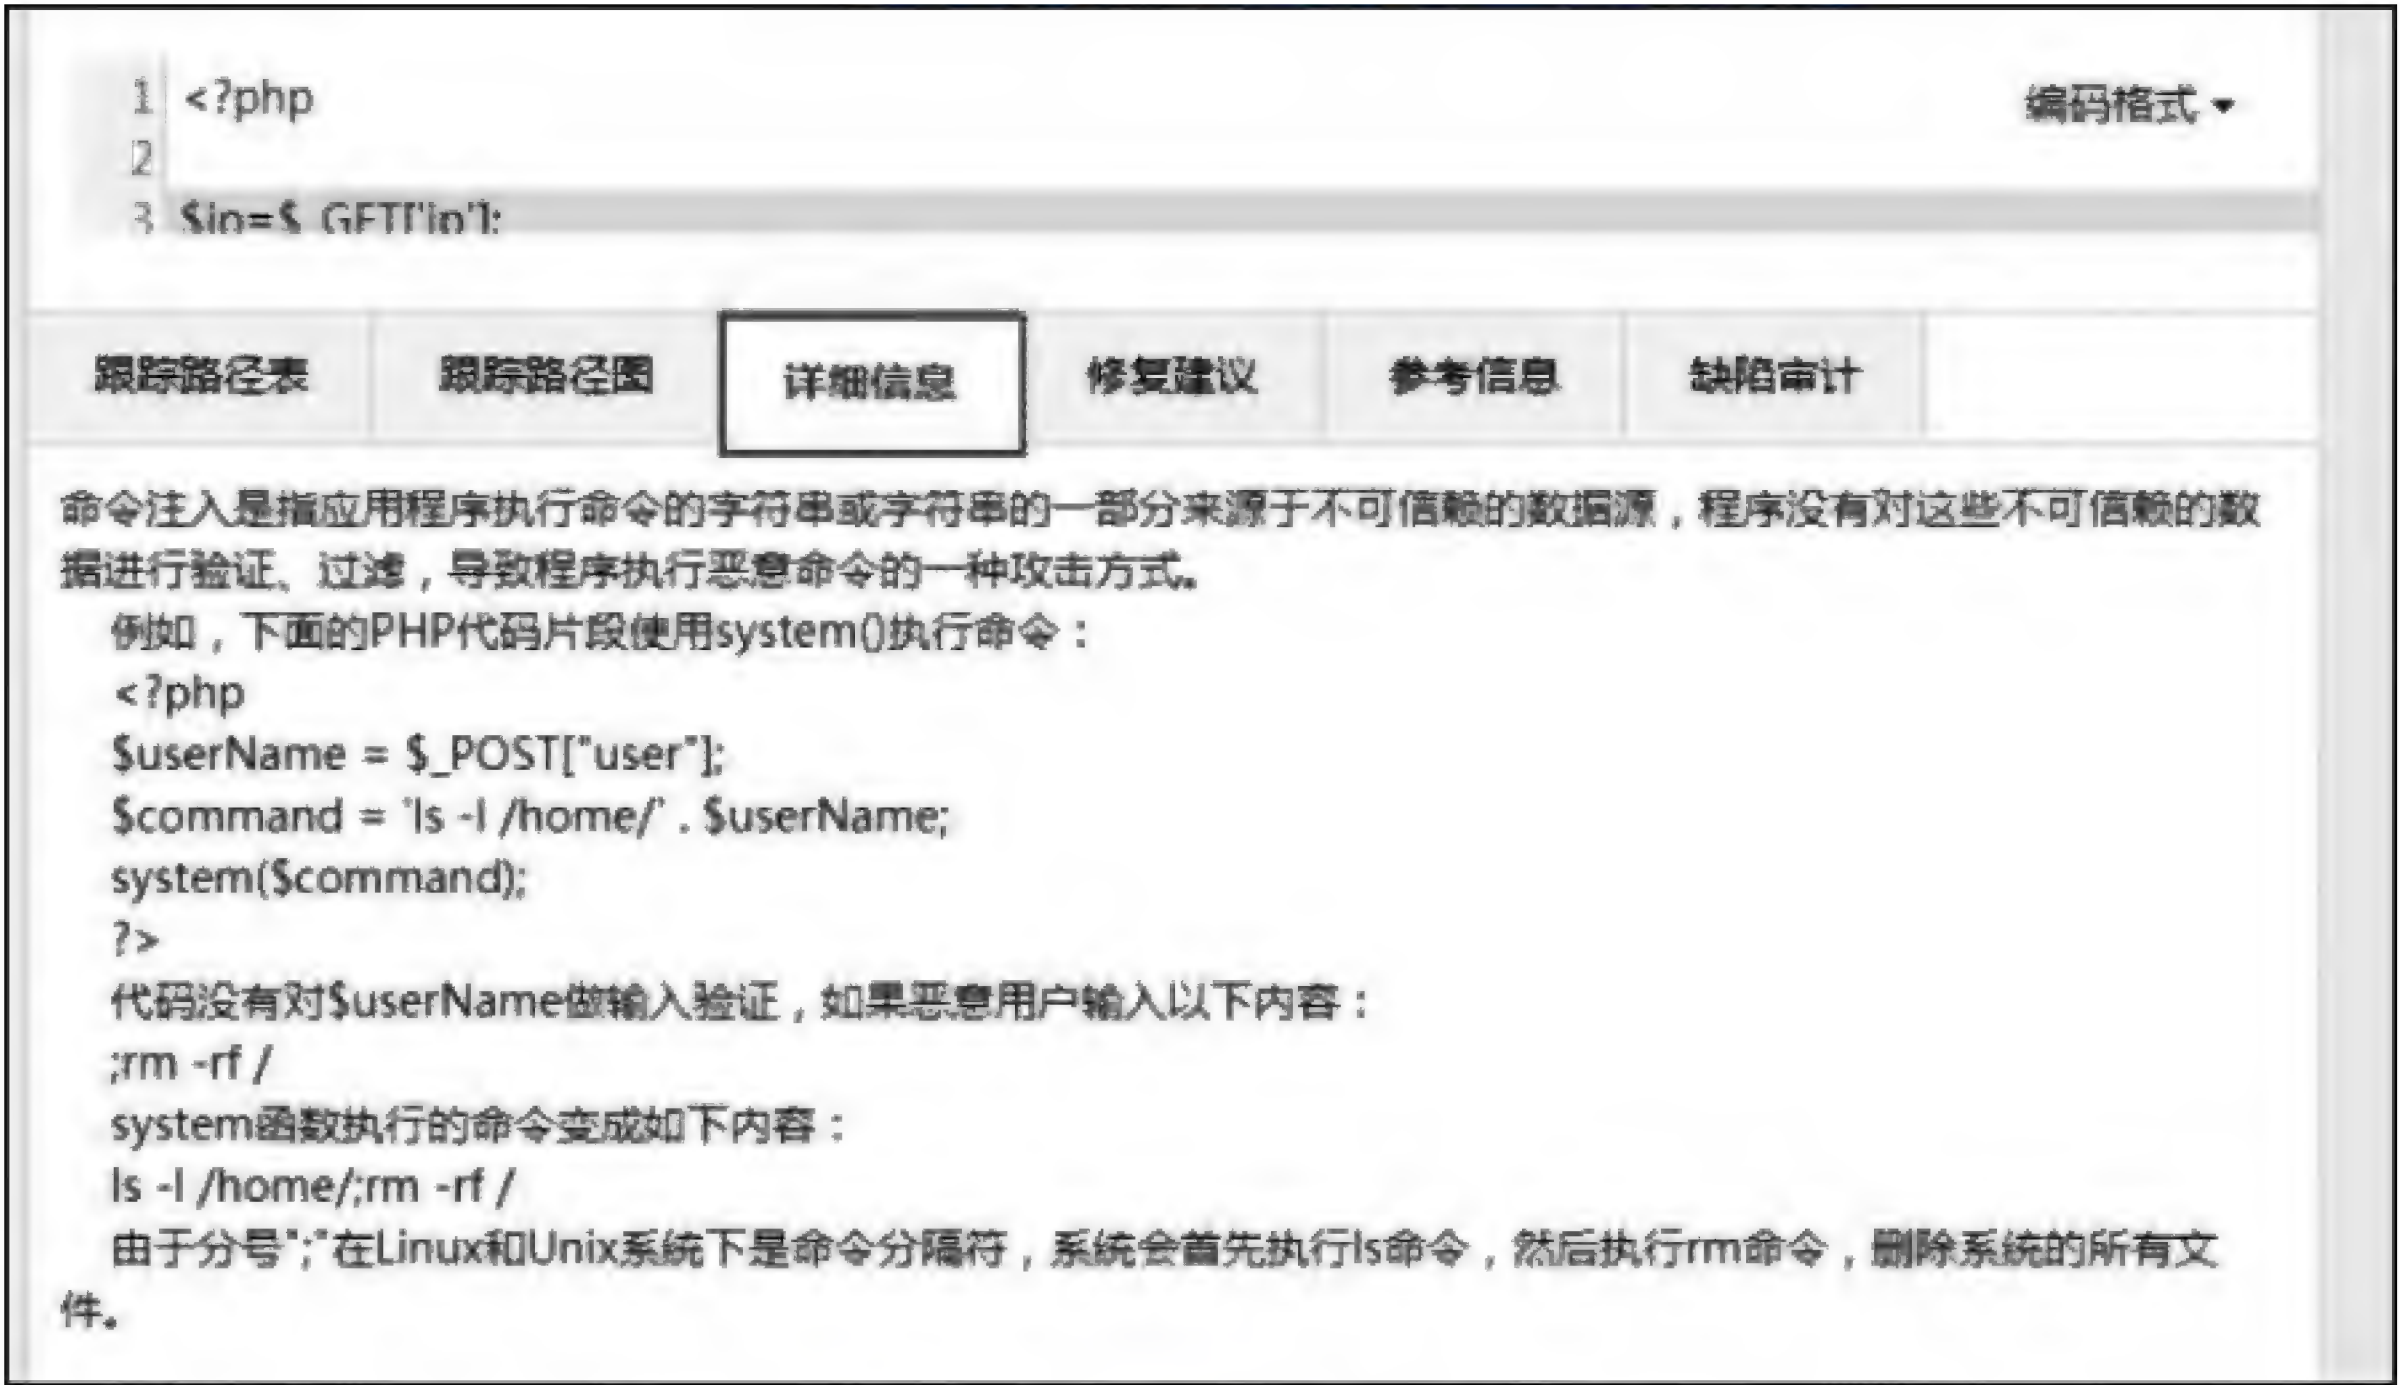 1 <?php
编码格式
2
3 $ip=$_GET['ip'];
跟踪路径表 跟踪路径图 详细信息 修复建议 参考信息 缺陷审计
命令注入是指应用程序执行命令的字符串或字符串的一部分来源于不可信赖的数据源，程序没有对这些不可信赖的数
据进行验证、过滤，导致程序执行恶意命令的一种攻击方式。
例如，下面的PHP代码片段使用system()执行命令：
<?php
$userName = $_POST["user"];
$command = 'ls -l /home/' . $userName;
system($command);
?>
代码没有对$userName做输入验证，如果恶意用户输入以下内容：
;rm -rf /
system函数执行的命令变成如下内容：
ls -l /home/;rm -rf /
由于分号";"在Linux和Unix系统下是命令分隔符，系统会首先执行ls命令，然后执行rm命令，删除系统的所有文
件。